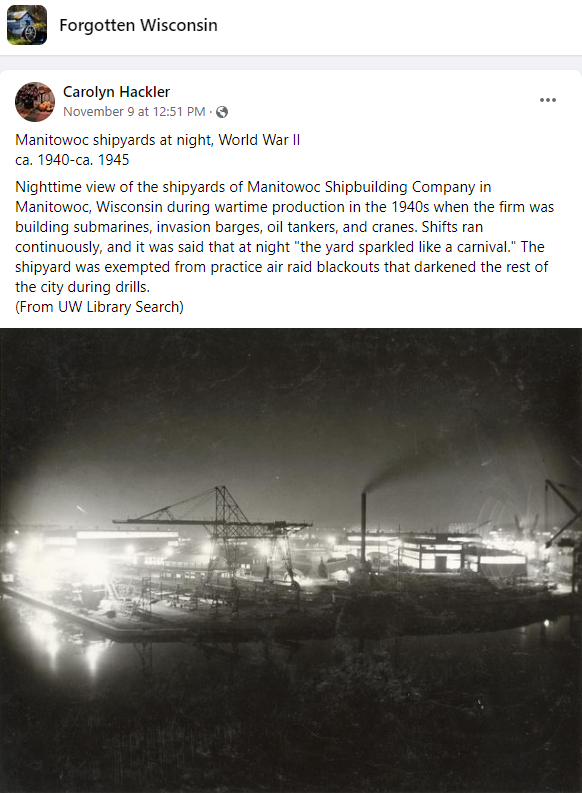 Forgotten Wisconsin
Carolyn Hackler
November 9 at 12:51 PM ·
Manitowoc shipyards at night, World War II
ca. 1940-ca. 1945
Nighttime view of the shipyards of Manitowoc Shipbuilding Company in
Manitowoc, Wisconsin during wartime production in the 1940s when the firm was
building submarines, invasion barges, oil tankers, and cranes. Shifts ran
continuously, and it was said that at night "the yard sparkled like a carnival." The
shipyard was exempted from practice air raid blackouts that darkened the rest of
the city during drills.
(From UW Library Search)